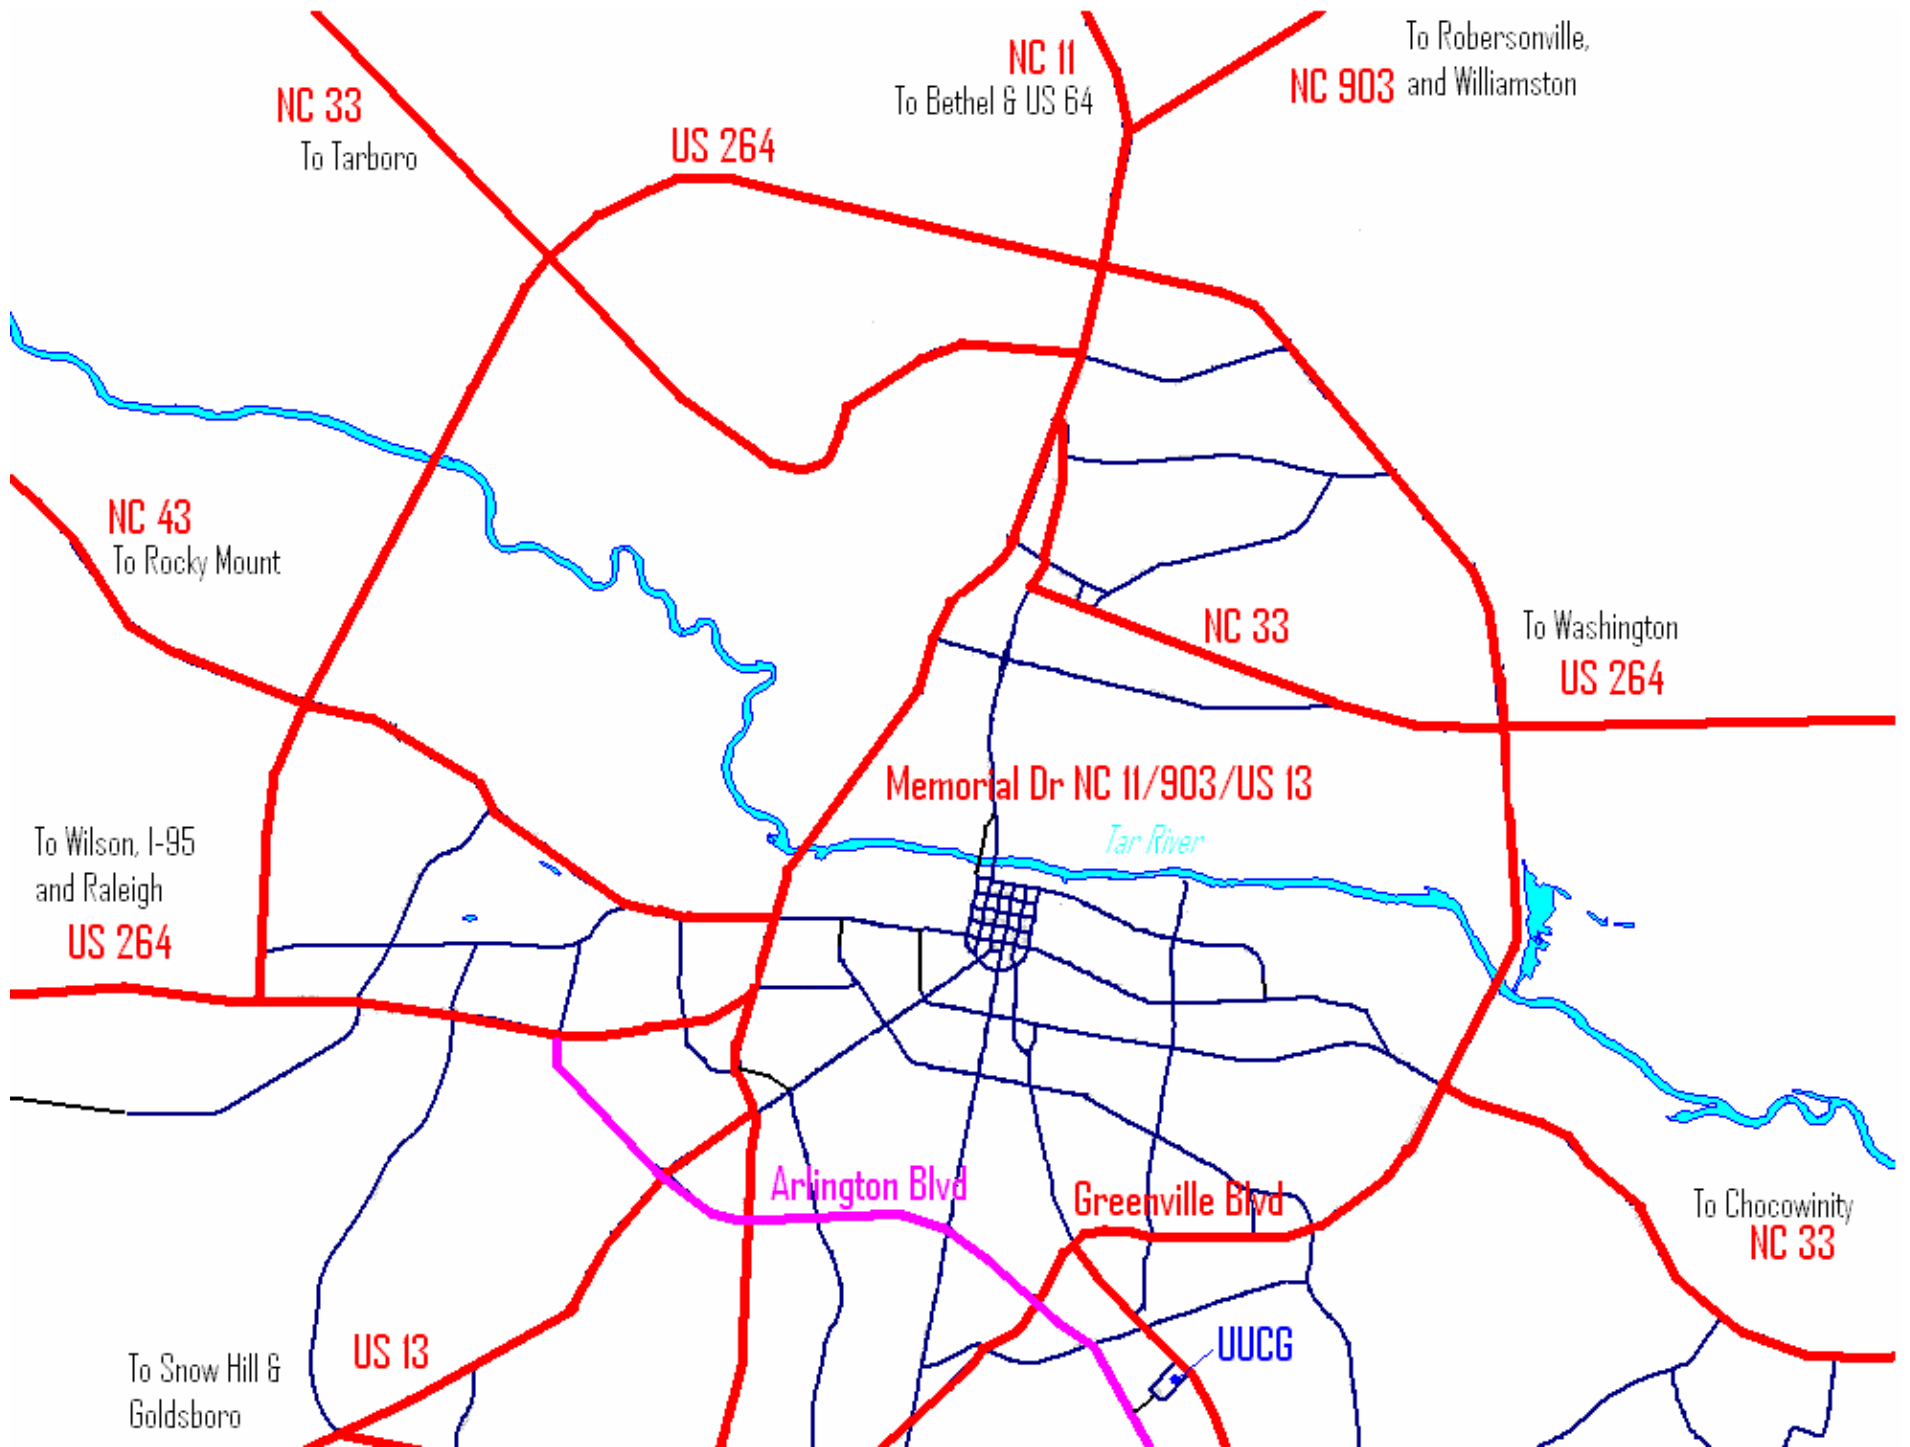 NC 33
To Tarboro
US 264
NC 11
To Bethel & US 64
NC 903
To Robersonville,
and Williamston
NC 43
To Rocky Mount
NC 33
To Washington
US 264
Memorial Dr NC 11/903/US 13
Tar River
To Wilson, I-95
and Raleigh
US 264
Arlington Blvd
Greenville Blvd
To Chocowinity
NC 33
US 13
To Snow Hill &
Goldsboro
UUCG